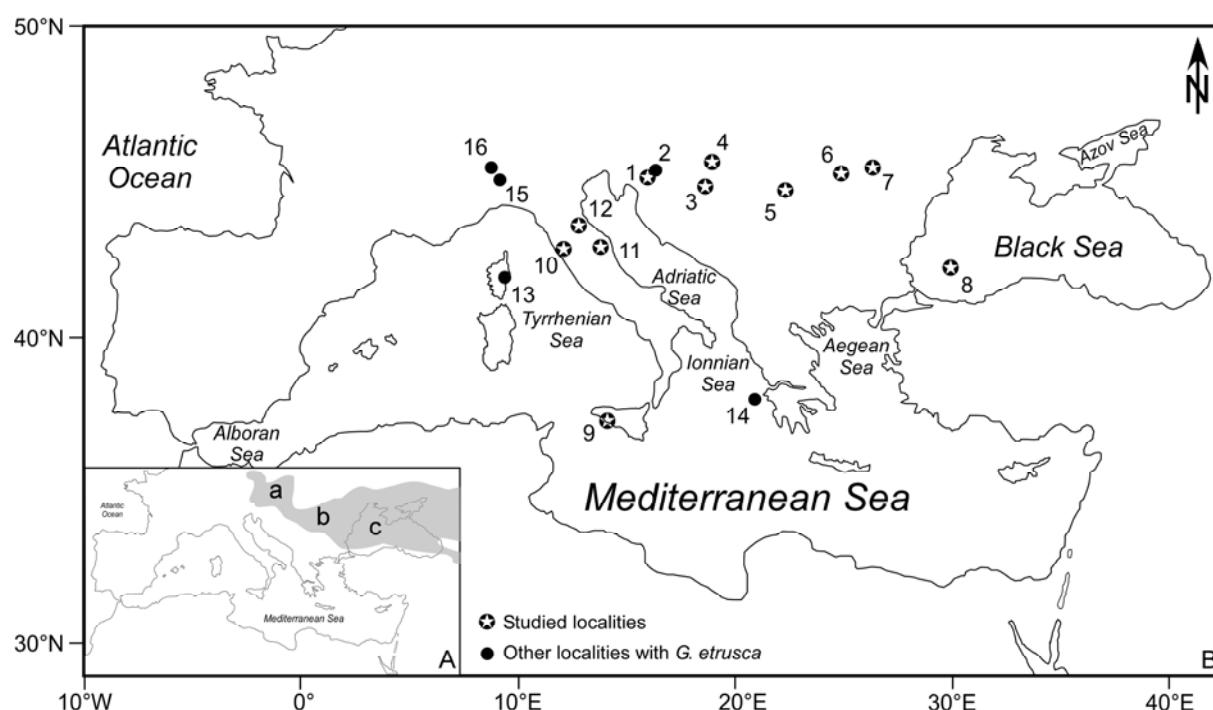 50°N
40°N
30°N
10°W
0°
10°E
20°E
30°E
40°E
N
Atlantic
Ocean
Azov Sea
Black Sea
Adriatic
Sea
Tyrrhenian
Sea
Ionnian
Sea
Aegean
Sea
Alboran
Sea
Mediterranean Sea
16
15
12
1
2
4
3
5
6
7
8
10
11
13
14
9
a
b
c
Atlantic
Ocean
Mediterranean Sea
A
Studied localities
Other localities with G. etrusca
B